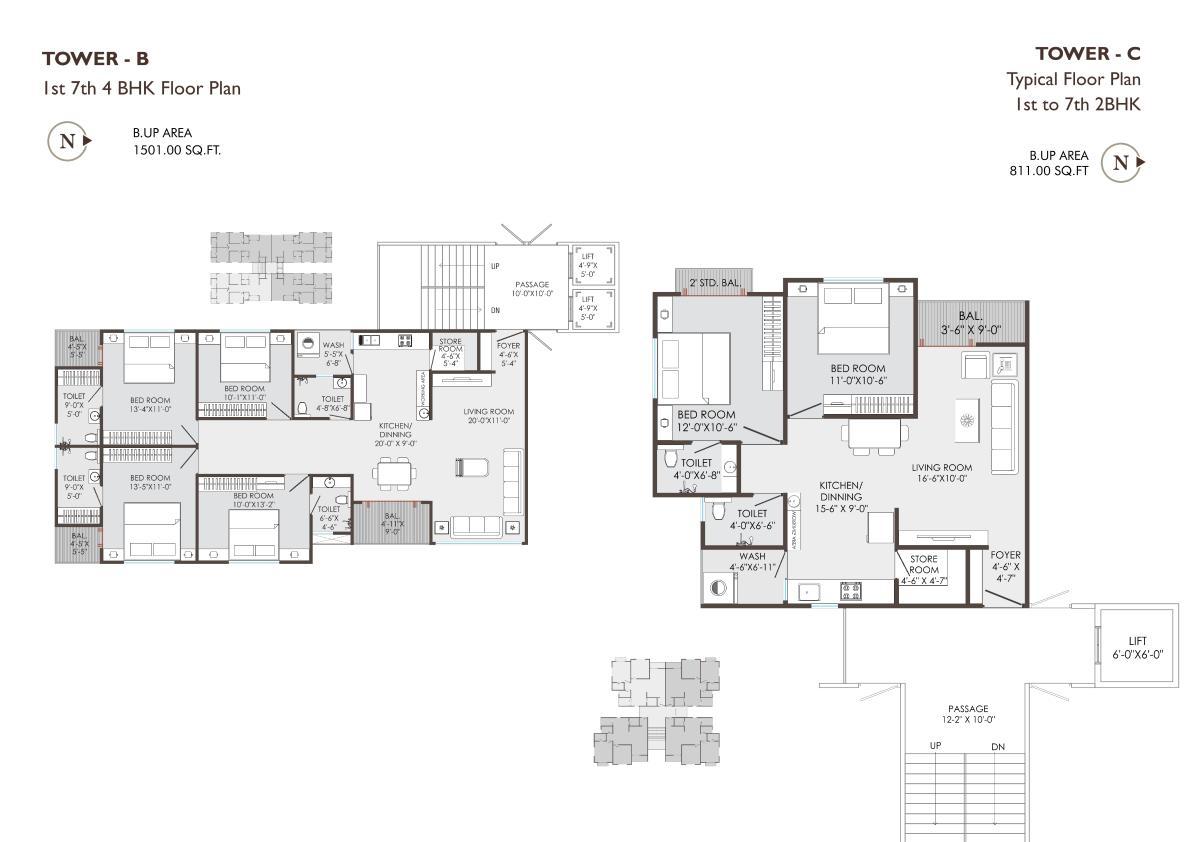 TOWER - B
1st 7th 4 BHK Floor Plan
N
B.UP AREA
1501.00 SQ.FT.
TOWER - C
Typical Floor Plan
1st to 7th 2BHK
B.UP AREA
811.00 SQ.FT
N
UP
DN
PASSAGE
10'-0"X10'-0"
LIFT
4'-9"X
5'-0"
LIFT
4'-9"X
5'-0"
BAL.
4'-5"X
5'-5"
TOILET
9'-0"X
5'-0"
BED ROOM
13'-4"X11'-0"
BED ROOM
10'-1"X11'-0"
WASH
5'-5"X
6'-8"
TOILET
4'-8"X6'-8"
STORE
ROOM
4'-6"X
5'-4"
FOYER
4'-6"X
5'-4"
WORKING AREA
LIVING ROOM
20'-0"X11'-0"
KITCHEN/
DINNING
20'-0" X 9'-0"
TOILET
9'-0"X
5'-0"
BED ROOM
13'-5"X11'-0"
BED ROOM
10'-0"X13'-2"
TOILET
6'-6"X
4'-6"
BAL.
4'-11"X
9'-0"
BAL.
4'-5"X
5'-5"
2' STD. BAL.
BED ROOM
12'-0"X10'-6"
BED ROOM
11'-0"X10'-6"
BAL.
3'-6" X 9'-0"
TOILET
4'-0"X6'-8"
LIVING ROOM
16'-6"X10'-0"
KITCHEN/
DINNING
15'-6" X 9'-0"
TOILET
4'-0"X6'-6"
WORKING AREA
WASH
4'-6"X6'-11"
STORE
ROOM
4'-6" X 4'-7"
FOYER
4'-6" X
4'-7"
LIFT
6'-0"X6'-0"
PASSAGE
12'-2" X 10'-0"
UP
DN